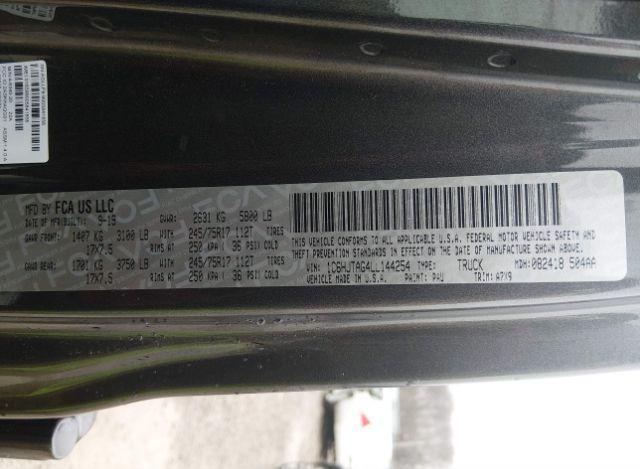 MFD BY FCA US LLC
DATE OF MFR: 9-19 GVWR: 2631 KG 5800 LB
GAWR FRONT: 1407 KG 3100 LB WITH 245/75R17 112T TIRES
17X7.5 RIMS AT 250 KPA / 36 PSI COLD
GAWR REAR: 1701 KG 3750 LB WITH 245/75R17 112T TIRES
17X7.5 RIMS AT 250 KPA / 36 PSI COLD
THIS VEHICLE CONFORMS TO ALL APPLICABLE U.S.A. FEDERAL MOTOR VEHICLE SAFETY AND
THEFT PREVENTION STANDARDS IN EFFECT ON THE DATE OF MANUFACTURE SHOWN ABOVE.
VIN: 1C6HJTAG4LL144254 TYPE: TRUCK MDH: 082418 504AA
VEHICLE MADE IN U.S.A. PAINT: PAU TRIM: A7X9